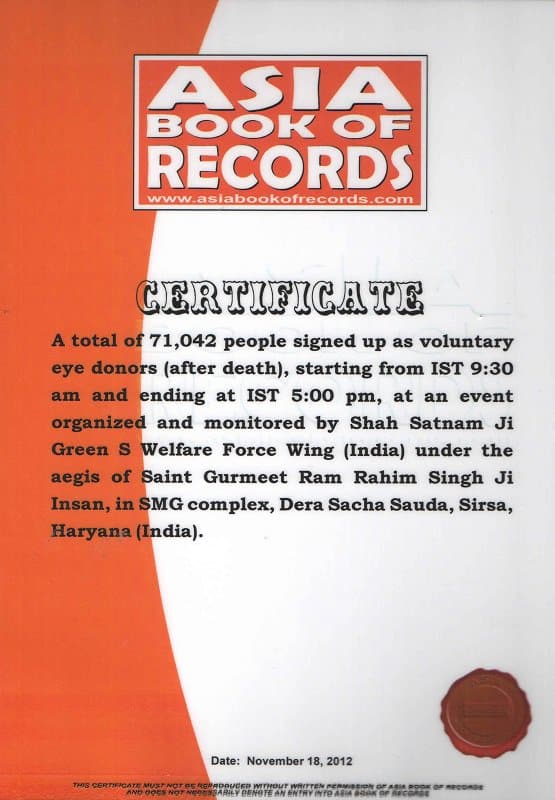 ASIA
BOOK OF
RECORDS
www.asiabookofrecords.com
CERTIFICATE
A total of 71,042 people signed up as voluntary
eye donors (after death), starting from IST 9:30
am and ending at IST 5:00 pm, at an event
organized and monitored by Shah Satnam Ji
Green S Welfare Force Wing (India) under the
aegis of Saint Gurmeet Ram Rahim Singh Ji
Insan, in SMG complex, Dera Sacha Sauda, Sirsa,
Haryana (India).
Date: November 18, 2012
THIS CERTIFICATE MUST NOT BE REPRODUCED WITHOUT WRITTEN PERMISSION OF ASIA BOOK OF RECORDS
AND DOES NOT NECESSARILY DENOTE AN ENTRY INTO ASIA BOOK OF RECORDS